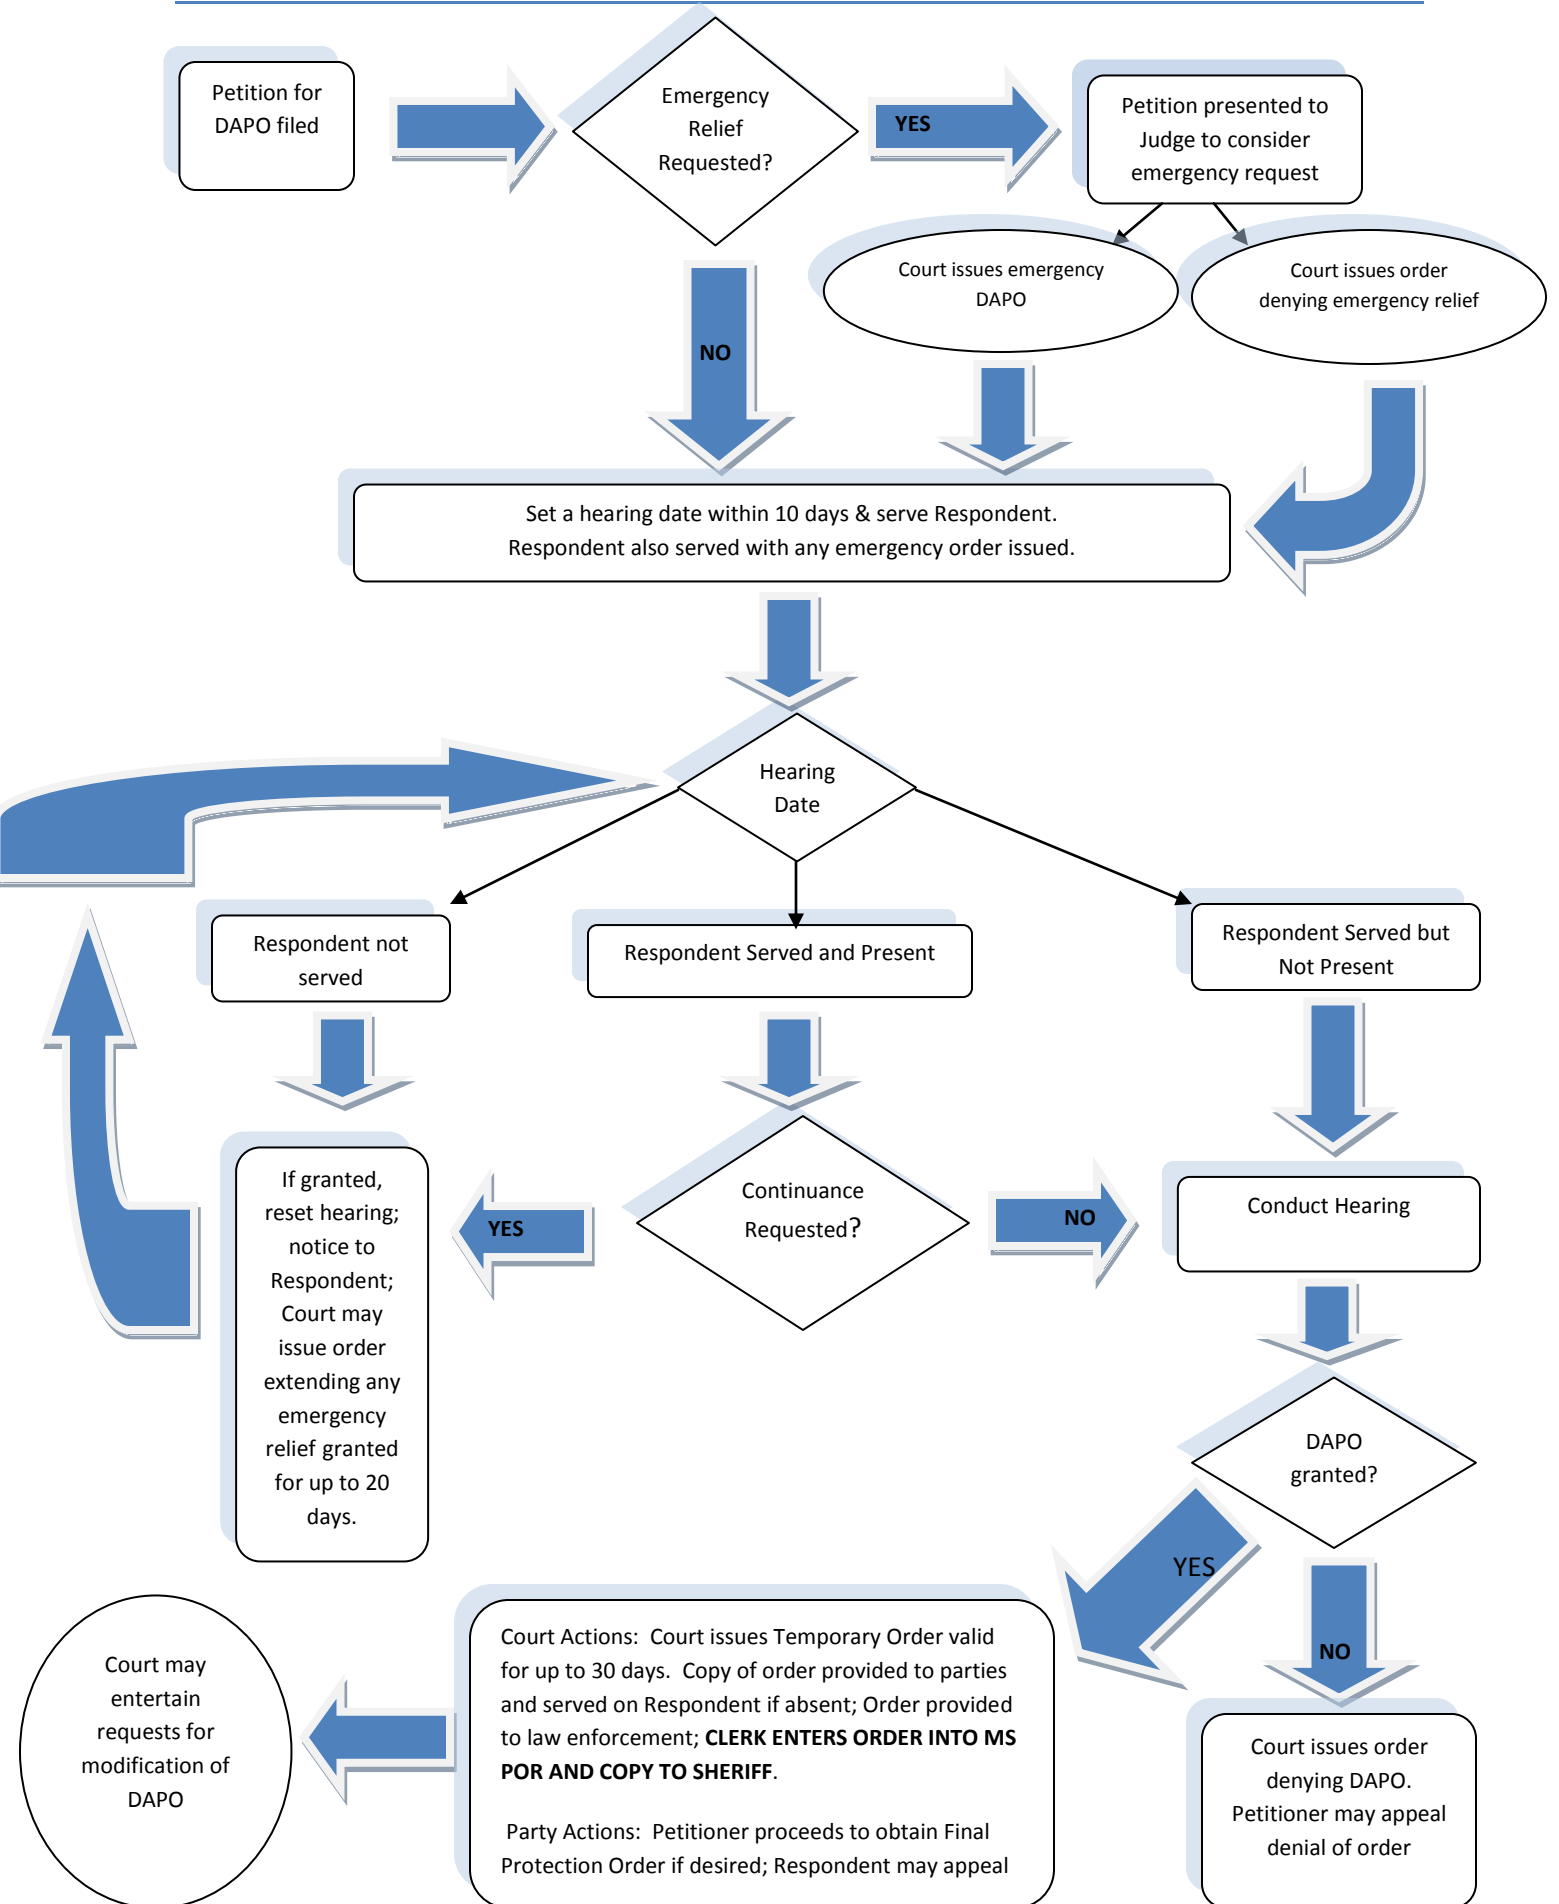 Petition for
DAPO filed
Emergency
Relief
Requested?
YES
Petition presented to
Judge to consider
emergency request
Court issues emergency
DAPO
Court issues order
denying emergency relief
NO
Set a hearing date within 10 days & serve Respondent.
Respondent also served with any emergency order issued.
Hearing
Date
Respondent not
served
Respondent Served and Present
Respondent Served but
Not Present
If granted,
reset hearing;
notice to
Respondent;
Court may
issue order
extending any
emergency
relief granted
for up to 20
days.
YES
Continuance
Requested?
NO
Conduct Hearing
DAPO
granted?
YES
NO
Court may
entertain
requests for
modification of
DAPO
Court Actions: Court issues Temporary Order valid
for up to 30 days. Copy of order provided to parties
and served on Respondent if absent; Order provided
to law enforcement; CLERK ENTERS ORDER INTO MS
POR AND COPY TO SHERIFF.
Party Actions: Petitioner proceeds to obtain Final
Protection Order if desired; Respondent may appeal
Court issues order
denying DAPO.
Petitioner may appeal
denial of order